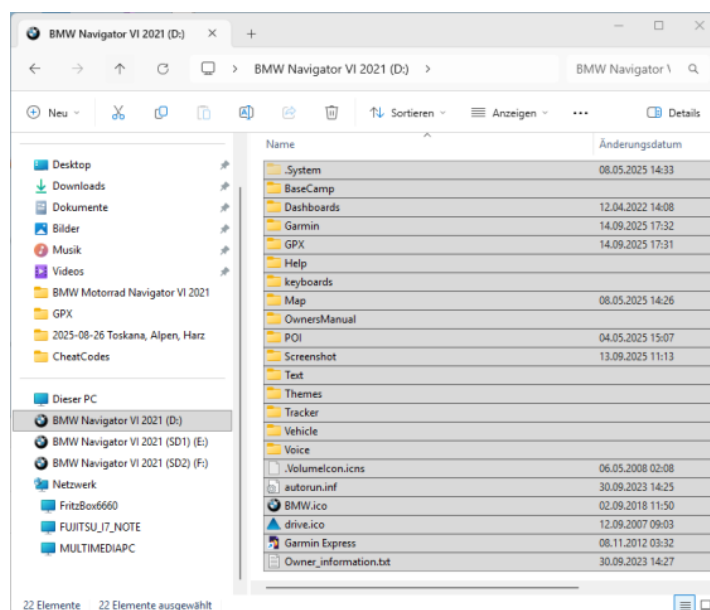 BMW Navigator VI 2021 (D:)
BMW Navigator VI 2021 (D:)
BMW Navigator V
Neu
Sortieren
Anzeigen
Details
Name Änderungsdatum
Desktop
Downloads
Dokumente
Bilder
Musik
Videos
BMW Motorrad Navigator VI 2021
GPX
2025-08-26 Toskana, Alpen, Harz
CheatCodes
Dieser PC
BMW Navigator VI 2021 (D:)
BMW Navigator VI 2021 (SD1) (E:)
BMW Navigator VI 2021 (SD2) (F:)
Netzwerk
FritzBox6660
FUJITSU_I7_NOTE
MULTIMEDIAPC
.System 08.05.2025 14:33
BaseCamp
Dashboards 12.04.2022 14:08
Garmin 14.09.2025 17:32
GPX 14.09.2025 17:31
Help
keyboards
Map 08.05.2025 14:26
OwnersManual
POI 04.05.2025 15:07
Screenshot 13.09.2025 11:13
Text
Themes
Tracker
Vehicle
Voice
.VolumeIcon.icns 06.05.2008 02:08
autorun.inf 30.09.2023 14:25
BMW.ico 02.09.2018 11:50
drive.ico 12.09.2007 09:03
Garmin Express 08.11.2012 03:32
Owner_information.txt 30.09.2023 14:27
22 Elemente 22 Elemente ausgewählt